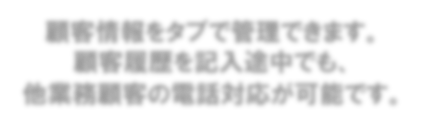 顧客情報をタブで管理できます。
顧客履歴を記入途中でも、
他業務顧客の電話対応が可能です。